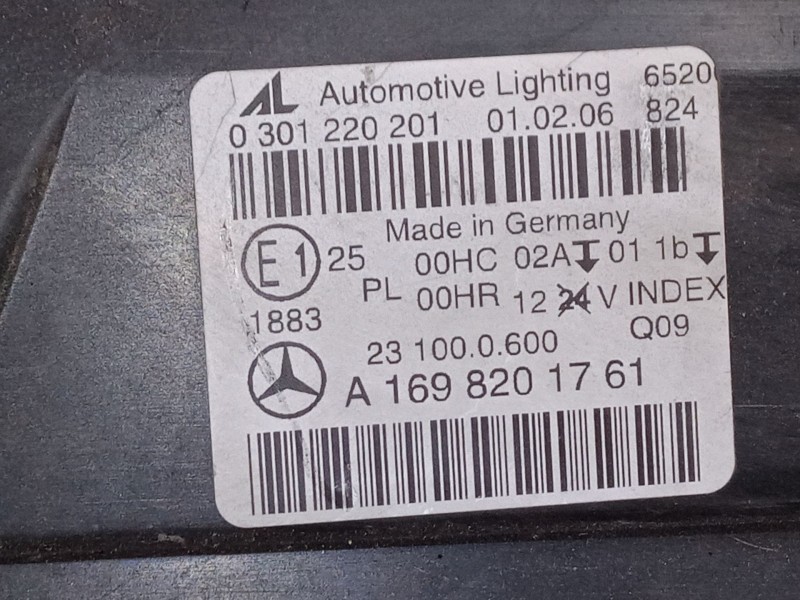 AL Automotive Lighting 6520
0 301 220 201 01.02.06 824
Made in Germany
E1 25 00HC 02A 01 1b
PL 00HR 12 24 V INDEX
1883 Q09
23 100.0.600
A 169 820 17 61